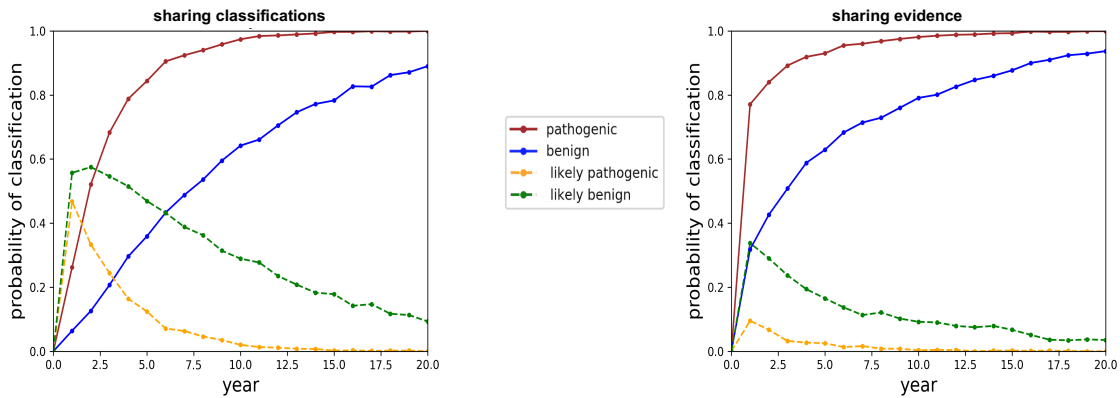 sharing classifications
probability of classification
1.0
0.8
0.6
0.4
0.2
0.0
0.0 2.5 5.0 7.5 10.0 12.5 15.0 17.5 20.0
year
pathogenic
benign
likely pathogenic
likely benign
sharing evidence
probability of classification
1.0
0.8
0.6
0.4
0.2
0.0
0.0 2.5 5.0 7.5 10.0 12.5 15.0 17.5 20.0
year